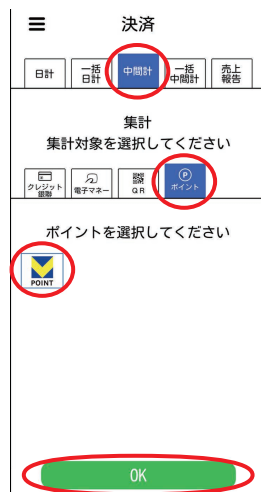 決済
日計
一括
日計
中間計
一括
中間計
売上
報告
集計
集計対象を選択してください
クレジット
銀聯
電子マネー
QR
P
ポイント
ポイントを選択してください
POINT
OK